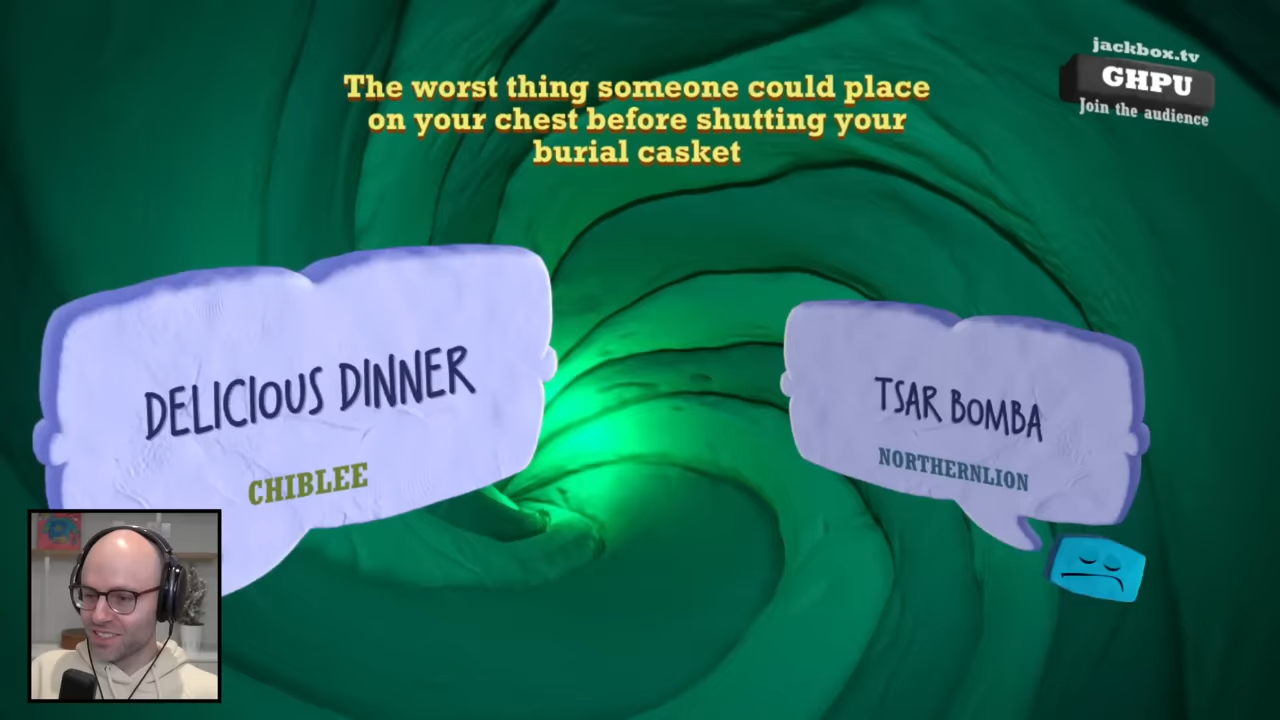 The worst thing someone could place
on your chest before shutting your
burial casket
jackbox.tv
GHPU
Join the audience
DELICIOUS DINNER
CHIBLEE
TSAR BOMBA
NORTHERNLION